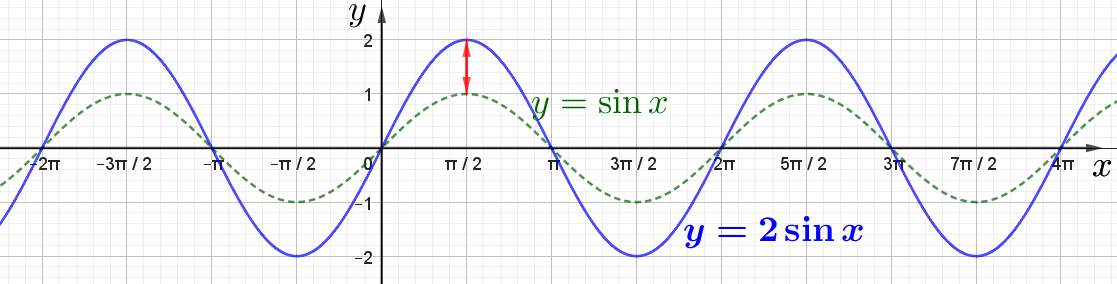 y
2
1
y = sin x
-2π
-3π / 2
-π
-π / 2
0
π / 2
π
3π / 2
2π
5π / 2
3π
7π / 2
4π
x
-1
y = 2 sin x
-2